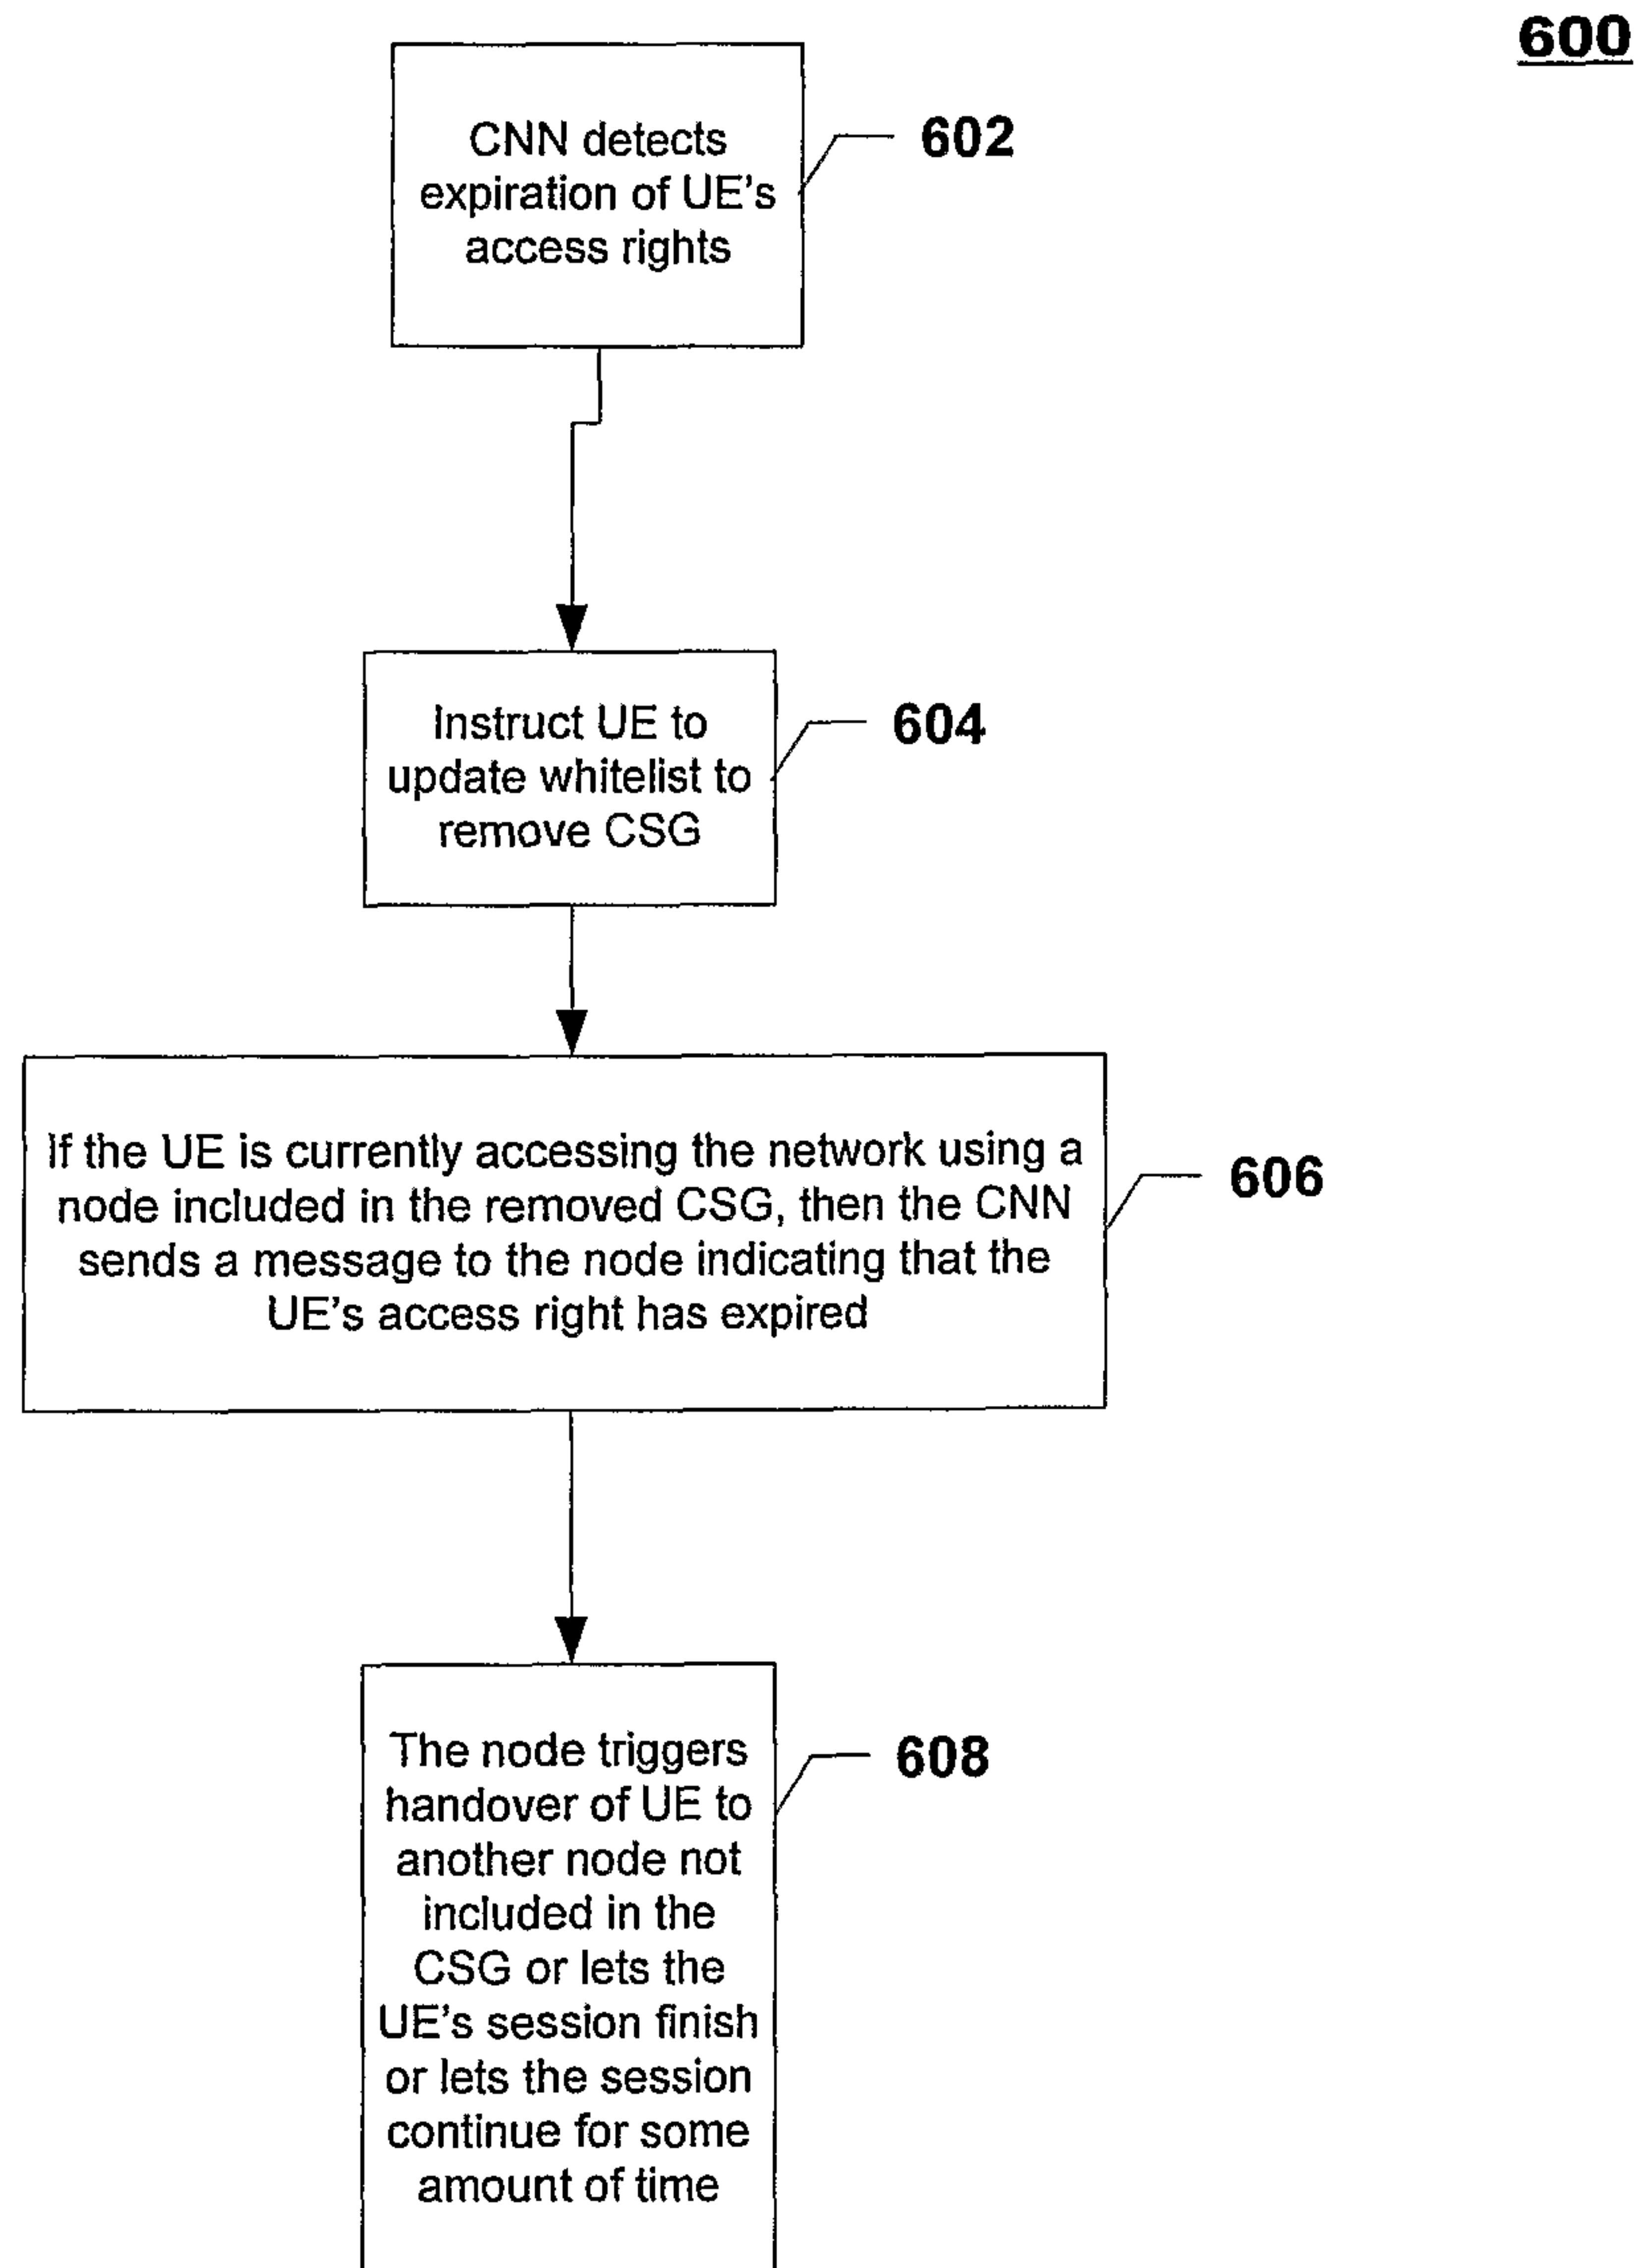 600
CNN detects
expiration of UE's
access rights
602
Instruct UE to
update whitelist to
remove CSG
604
If the UE is currently accessing the network using a
node included in the removed CSG, then the CNN
sends a message to the node indicating that the
UE's access right has expired
606
The node triggers
handover of UE to
another node not
included in the
CSG or lets the
UE's session finish
or lets the session
continue for some
amount of time
608